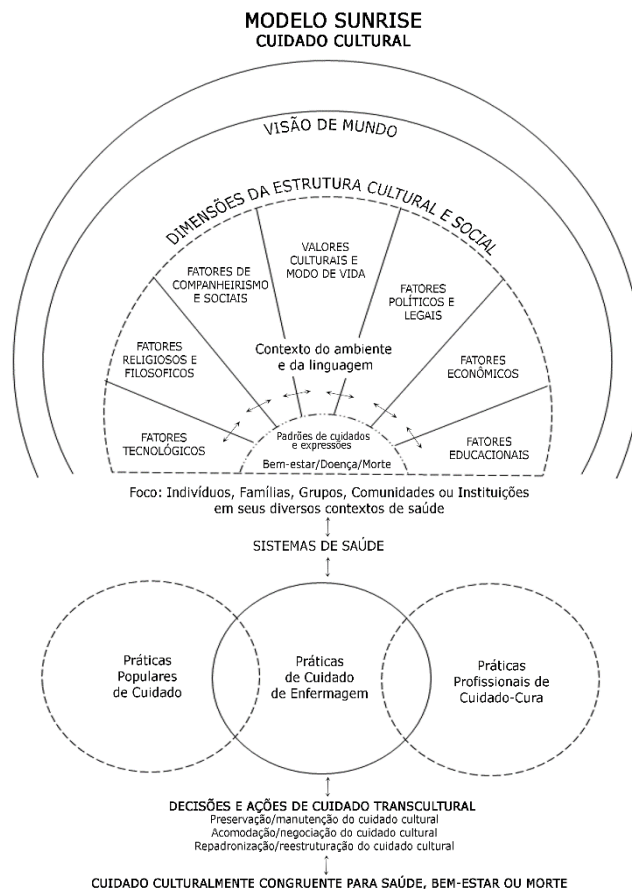 MODELO SUNRISE
CUIDADO CULTURAL
VISÃO DE MUNDO
DIMENSÕES DA ESTRUTURA CULTURAL E SOCIAL
VALORES
CULTURAIS E
MODO DE VIDA
FATORES DE
COMPANHEIRISMO
E SOCIAIS
FATORES
POLÍTICOS E
LEGAIS
FATORES
RELIGIOSOS E
FILOSOFICOS
Contexto do ambiente
e da linguagem
FATORES
ECONÔMICOS
FATORES
TECNOLÓGICOS
Padrões de cuidados
e expressões
Bem-estar/Doença/Morte
FATORES
EDUCACIONAIS
Foco: Indivíduos, Famílias, Grupos, Comunidades ou Instituições
em seus diversos contextos de saúde
SISTEMAS DE SAÚDE
Práticas
Populares
de Cuidado
Práticas
de Cuidado
de Enfermagem
Práticas
Profissionais de
Cuidado-Cura
DECISÕES E AÇÕES DE CUIDADO TRANSCULTURAL
Preservação/manutenção do cuidado cultural
Acomodação/negociação do cuidado cultural
Repadronização/reestruturação do cuidado cultural
CUIDADO CULTURALMENTE CONGRUENTE PARA SAÚDE, BEM-ESTAR OU MORTE